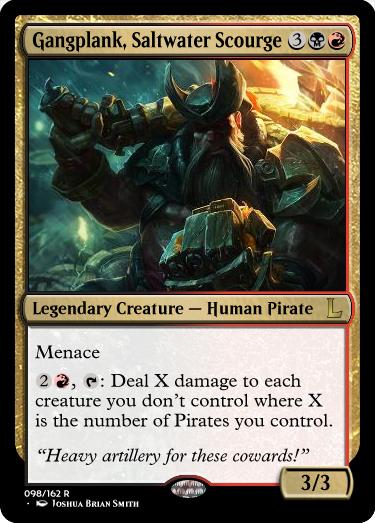 Gangplank, Saltwater Scourge 3
Legendary Creature — Human Pirate L
Menace
2 , : Deal X damage to each
creature you don't control where X
is the number of Pirates you control.
“Heavy artillery for these cowards!”
3/3
098/162 R
· Joshua Brian Smith